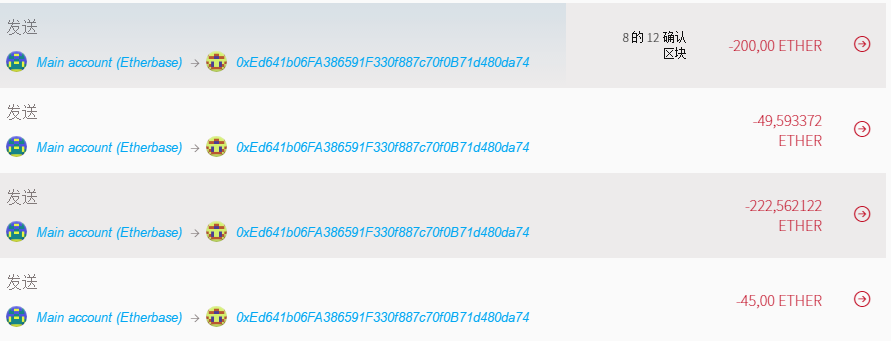 发送
8 的 12 确认
区块
-200,00 ETHER
Main account (Etherbase) → 0xEd641b06FA386591F330f887c70f0B71d480da74
发送
-49,593372
ETHER
Main account (Etherbase) → 0xEd641b06FA386591F330f887c70f0B71d480da74
发送
-222,562122
ETHER
Main account (Etherbase) → 0xEd641b06FA386591F330f887c70f0B71d480da74
发送
-45,00 ETHER
Main account (Etherbase) → 0xEd641b06FA386591F330f887c70f0B71d480da74